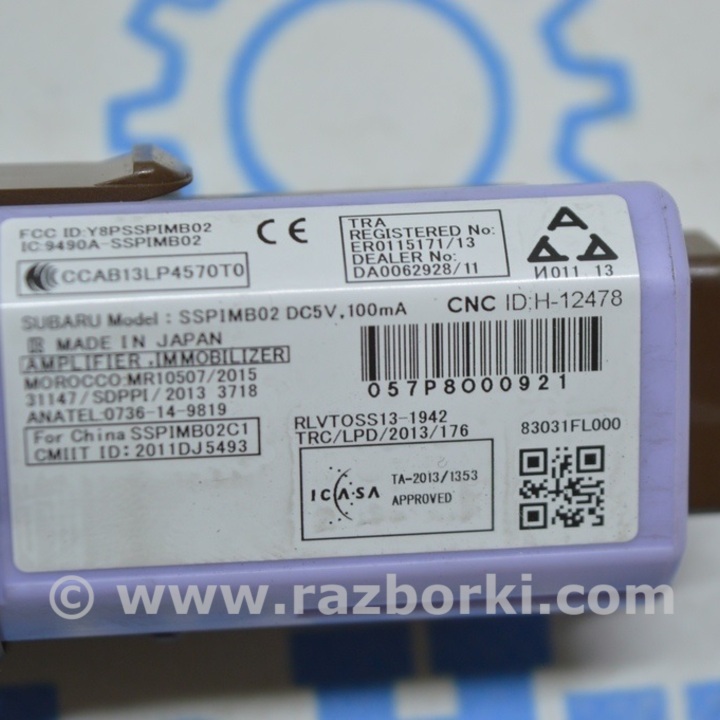 FCC ID:Y8PSSPIMB02
IC:9490A-SSPIMB02
CE
TRA
REGISTERED No:
ER0115171/13
DEALER No:
DA0062928/11
CCAB13LP4570T0
И011 13
SUBARU Model : SSPIMB02 DC5V,100mA
CNC ID:H-12478
MADE IN JAPAN
AMPLIFIER,IMMOBILIZER
MOROCCO:MR10507/2015
31147/SDPPI/2013 3718
ANATEL:0736-14-9819
057P8000921
For China SSPIMB02C1
CMIIT ID: 2011DJ5493
RLVTOSS13-1942
TRC/LPD/2013/176
83031FL000
ICASA
TA-2013/1353
APPROVED
© www.razborki.com